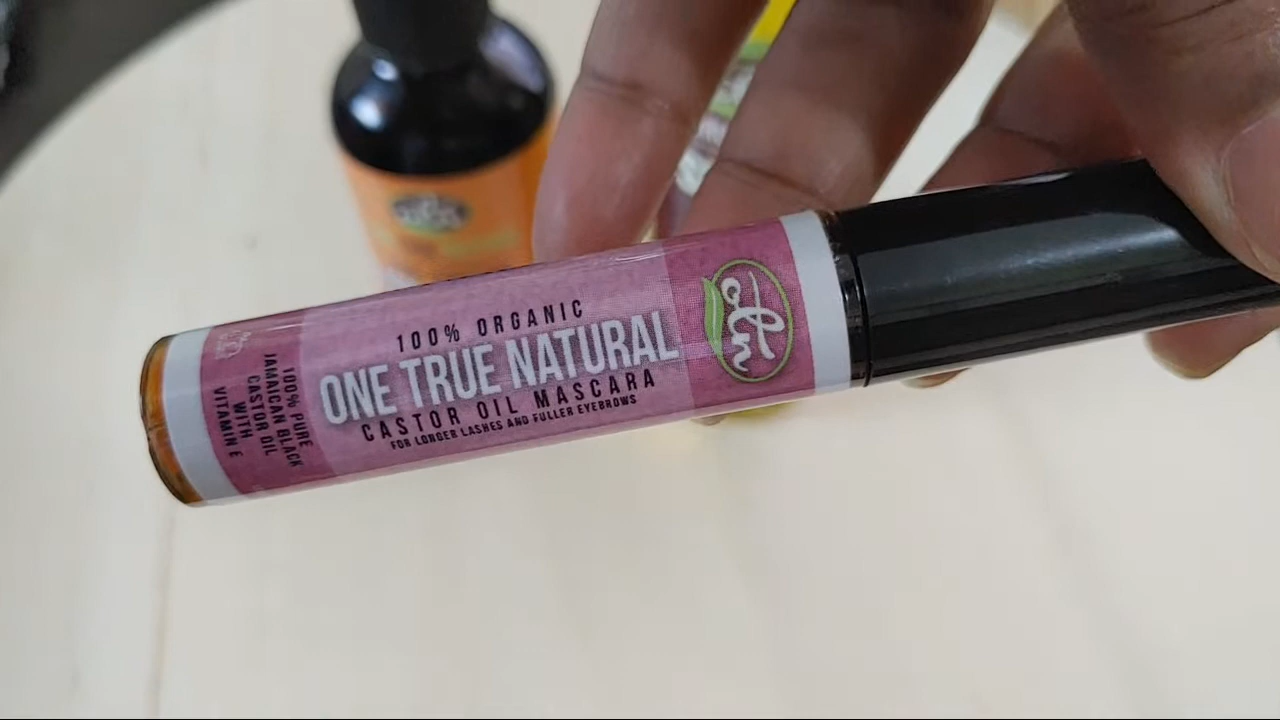 100% PURE
JAMAICAN BLACK
CASTOR OIL
WITH
VITAMIN E
100% ORGANIC
ONE TRUE NATURAL
CASTOR OIL MASCARA
FOR LONGER LASHES AND FULLER EYEBROWS
otn